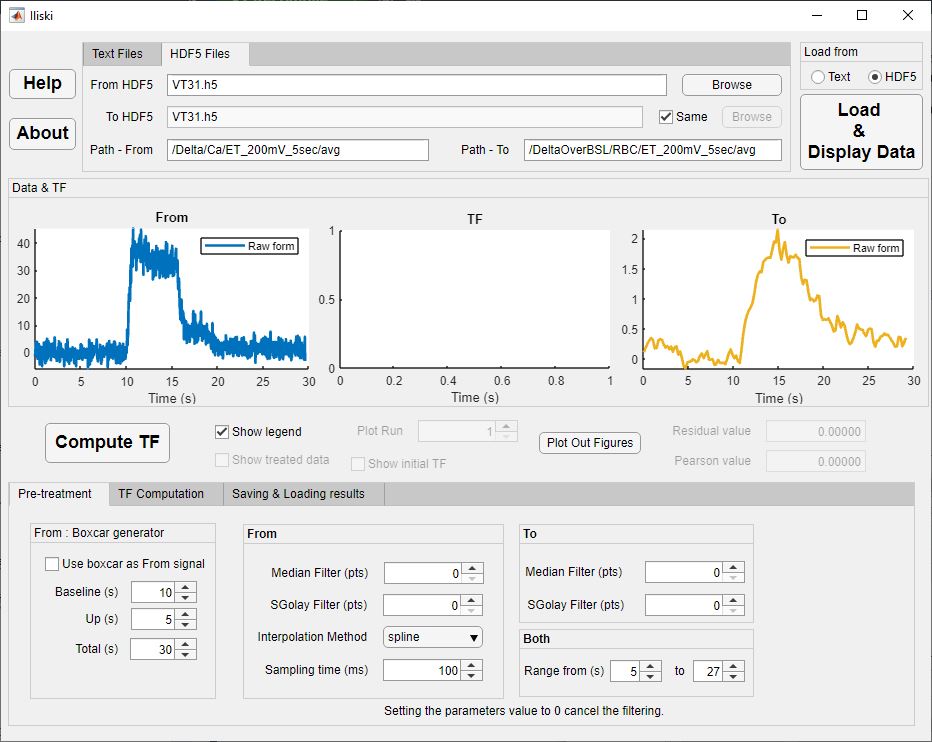 Iliski
Text Files HDF5 Files
Load from
Text HDF5
Help
About
From HDF5 VT31.h5 Browse
To HDF5 VT31.h5 Same Browse
Path - From /Delta/Ca/ET_200mV_5sec/avg Path - To /DeltaOverBSL/RBC/ET_200mV_5sec/avg
Load
&
Display Data
Data & TF
From
Raw form
40
30
20
10
0
0 5 10 15 20 25 30
Time (s)
TF
1
0.5
0
0 0.2 0.4 0.6 0.8 1
Time (s)
To
Raw form
2
1.5
1
0.5
0
0 5 10 15 20 25 30
Time (s)
Compute TF
Show legend Plot Run 1
Show treated data Show initial TF
Plot Out Figures
Residual value 0.00000
Pearson value 0.00000
Pre-treatment TF Computation Saving & Loading results
From : Boxcar generator
Use boxcar as From signal
Baseline (s) 10
Up (s) 5
Total (s) 30
From
Median Filter (pts) 0
SGolay Filter (pts) 0
Interpolation Method spline
Sampling time (ms) 100
To
Median Filter (pts) 0
SGolay Filter (pts) 0
Both
Range from (s) 5 to 27
Setting the parameters value to 0 cancel the filtering.